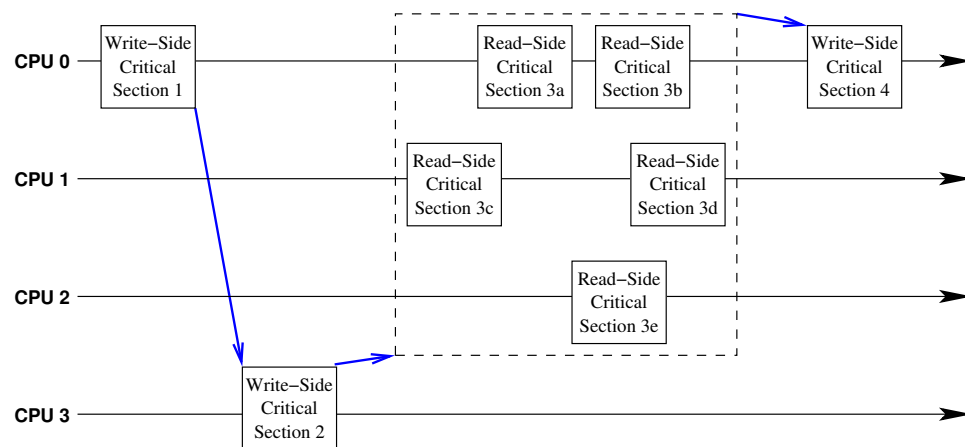 CPU 0
Write−Side
Critical
Section 1
Read−Side
Critical
Section 3a
Read−Side
Critical
Section 3b
Write−Side
Critical
Section 4
CPU 1
Read−Side
Critical
Section 3c
Read−Side
Critical
Section 3d
CPU 2
Read−Side
Critical
Section 3e
CPU 3
Write−Side
Critical
Section 2